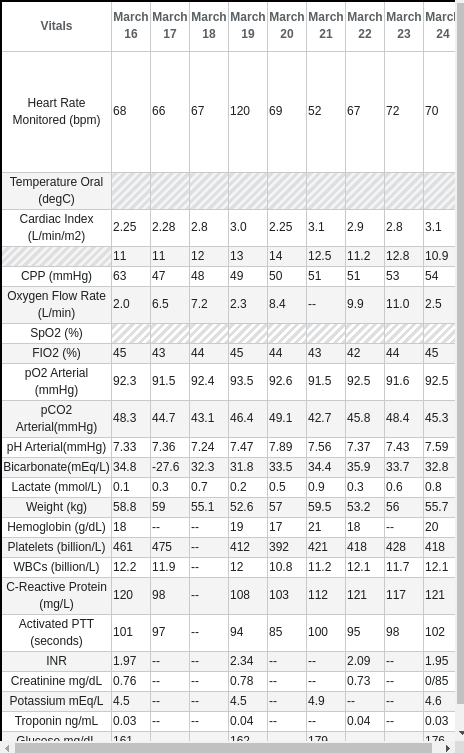 Vitals March 16 March 17 March 18 March 19 March 20 March 21 March 22 March 23 March 24
Heart Rate Monitored (bpm) 68 66 67 120 69 52 67 72 70
Temperature Oral (degC)
Cardiac Index (L/min/m2) 2.25 2.28 2.8 3.0 2.25 3.1 2.9 2.8 3.1
11 11 12 13 14 12.5 11.2 12.8 10.9
CPP (mmHg) 63 47 48 49 50 51 51 53 54
Oxygen Flow Rate (L/min) 2.0 6.5 7.2 2.3 8.4 -- 9.9 11.0 2.5
SpO2 (%)
FIO2 (%) 45 43 44 45 44 43 42 44 45
pO2 Arterial (mmHg) 92.3 91.5 92.4 93.5 92.6 91.5 92.5 91.6 92.5
pCO2 Arterial(mmHg) 48.3 44.7 43.1 46.4 49.1 42.7 45.8 48.4 45.3
pH Arterial(mmHg) 7.33 7.36 7.24 7.47 7.89 7.56 7.37 7.43 7.59
Bicarbonate(mEq/L) 34.8 -27.6 32.3 31.8 33.5 34.4 35.9 33.7 32.8
Lactate (mmol/L) 0.1 0.3 0.7 0.2 0.5 0.9 0.3 0.6 0.8
Weight (kg) 58.8 59 55.1 52.6 57 59.5 53.2 56 55.7
Hemoglobin (g/dL) 18 -- -- 19 17 21 18 -- 20
Platelets (billion/L) 461 475 -- 412 392 421 418 428 418
WBCs (billion/L) 12.2 11.9 -- 12 10.8 11.2 12.1 11.7 12.1
C-Reactive Protein (mg/L) 120 98 -- 108 103 112 121 117 121
Activated PTT (seconds) 101 97 -- 94 85 100 95 98 102
INR 1.97 -- -- 2.34 -- -- 2.09 -- 1.95
Creatinine mg/dL 0.76 -- -- 0.78 -- -- 0.73 -- 0/85
Potassium mEq/L 4.5 -- -- 4.5 -- 4.9 -- -- 4.6
Troponin ng/mL 0.03 -- -- 0.04 -- -- 0.04 -- 0.03
Glucose mg/dL 161 -- -- 162 -- 179 -- -- 176